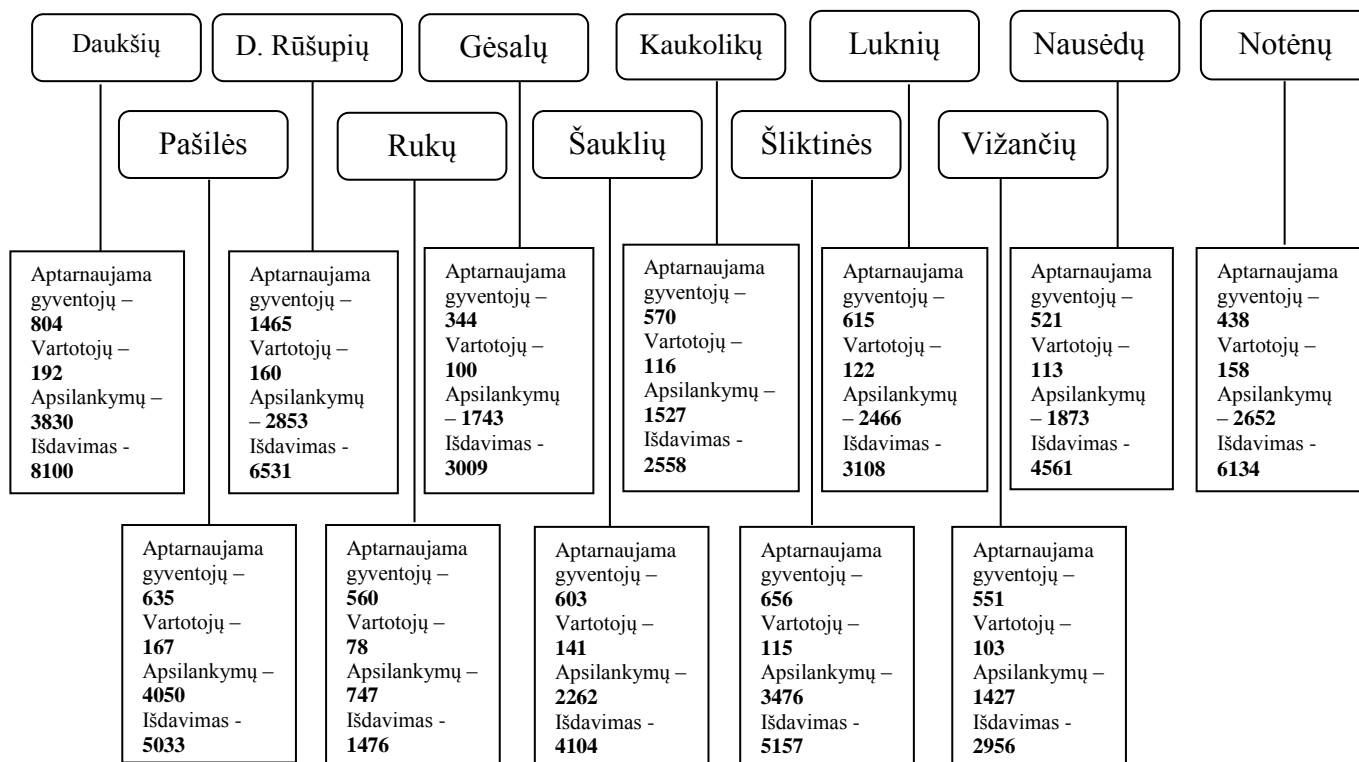 Daukšių
D. Rūšupių
Gėsalų
Kaukolikų
Luknių
Nausėdų
Notėnų
Pašilės
Rukų
Šauklių
Šliktinės
Vižančių
Aptarnaujama
gyventojų –
804
Vartotojų –
192
Apsilankymų –
3830
Išdavimas -
8100
Aptarnaujama
gyventojų –
1465
Vartotojų –
160
Apsilankymų
– 2853
Išdavimas -
6531
Aptarnaujama
gyventojų –
344
Vartotojų –
100
Apsilankymų
– 1743
Išdavimas -
3009
Aptarnaujama
gyventojų –
570
Vartotojų –
116
Apsilankymų –
1527
Išdavimas -
2558
Aptarnaujama
gyventojų –
615
Vartotojų –
122
Apsilankymų
– 2466
Išdavimas -
3108
Aptarnaujama
gyventojų –
521
Vartotojų –
113
Apsilankymų
– 1873
Išdavimas -
4561
Aptarnaujama
gyventojų –
438
Vartotojų –
158
Apsilankymų
– 2652
Išdavimas -
6134
Aptarnaujama
gyventojų –
635
Vartotojų –
167
Apsilankymų –
4050
Išdavimas -
5033
Aptarnaujama
gyventojų –
560
Vartotojų –
78
Apsilankymų –
747
Išdavimas -
1476
Aptarnaujama
gyventojų –
603
Vartotojų –
141
Apsilankymų –
2262
Išdavimas -
4104
Aptarnaujama
gyventojų –
656
Vartotojų –
115
Apsilankymų –
3476
Išdavimas -
5157
Aptarnaujama
gyventojų –
551
Vartotojų –
103
Apsilankymų –
1427
Išdavimas -
2956